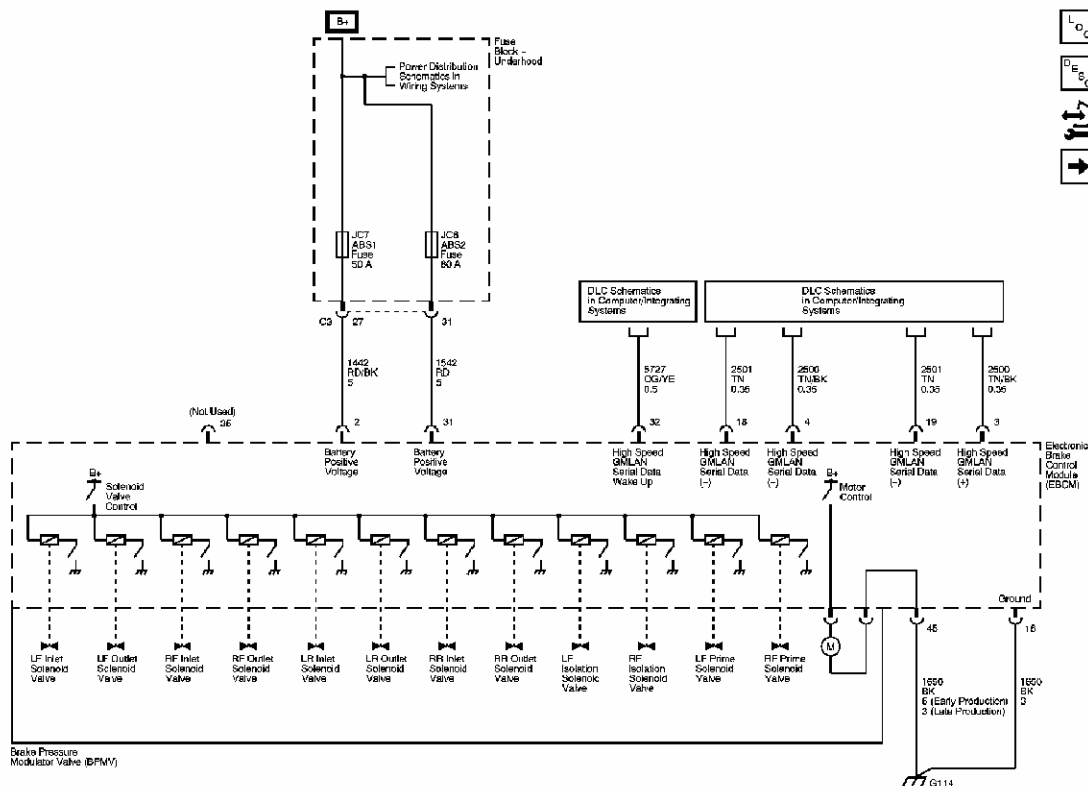 B+
Fuse
Block –
Underhood
Power Distribution
Schematics in
Wiring Systems
JC7
ABS1
Fuse
50 A
ABS2
Fuse
C3
27
31
1442
RD/BK
5
1542
RD
5
DLC Schematics
in Computer/Integrating
Systems
DLC Schematics
in Computer/Integrating
Systems
5727
OG/YE
0.5
2501
TN
0.35
2500
TN/BK
0.35
2501
TN
0.35
2500
TN/BK
0.35
(Not Used)
2
31
32
18
4
19
3
Battery
Positive
Voltage
Battery
Positive
Voltage
High Speed
GMLAN
Serial Data
Wake Up
High Speed
GMLAN
Serial Data
(–)
High Speed
GMLAN
Serial Data
High Speed
GMLAN
Serial Data
(–)
High Speed
GMLAN
Serial Data
(+)
Electronic
Brake
Control
Module
(EBCM)
B+
Solenoid
Valve
Control
B+
Motor
Control
Ground
45
16
LF Inlet
Solenoid
Valve
LF Outlet
Solenoid
Valve
RF Inlet
Solenoid
Valve
RF Outlet
Solenoid
Valve
LR Inlet
Solenoid
Valve
LR Outlet
Solenoid
Valve
RR Inlet
Solenoid
Valve
RR Outlet
Solenoid
Valve
LF
Isolation
Solenoid
Valve
RF
Isolation
Solenoid
Valve
LF Prime
Solenoid
Valve
RF Prime
Solenoid
Valve
M
BK
(Early Production)
3 (Late Production)
BK
3
Brake Pressure
Modulator Valve (BPMV)
G114